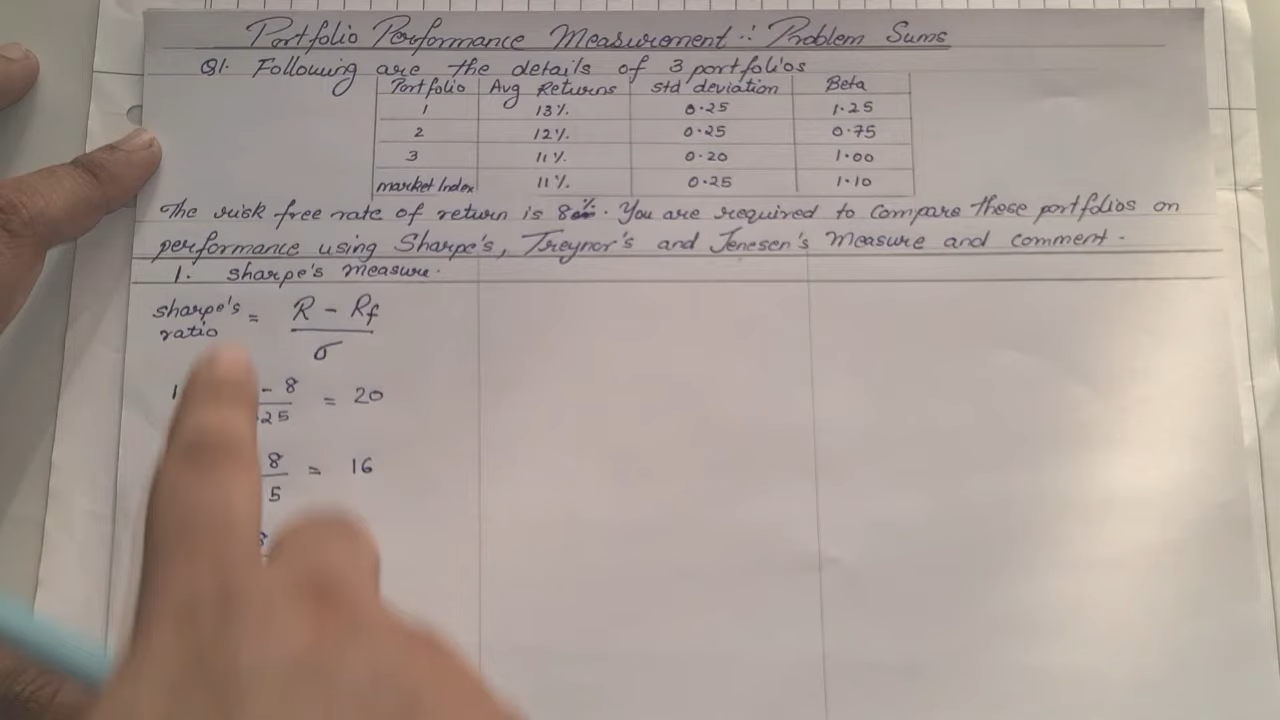 Portfolio Performance Measurement :: Problem Sums
Q1. Following are the details of 3 portfolios
Portfolio Avg Returns std deviation Beta
1 13% 0.25 1.25
2 12% 0.25 0.75
3 11% 0.20 1.00
market Index 11% 0.25 1.10
The risk free rate of return is 8%. You are required to compare these portfolios on
performance using Sharpe's, Treynor's and Jenesen's Measure and comment.
1. sharpe's measure.
sharpe's ratio = R - Rf
σ
1 - 8 = 20
.25
8 = 16
5
8